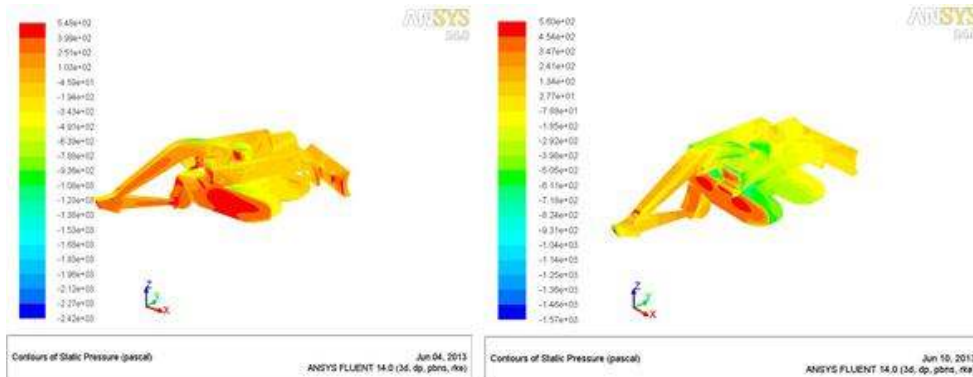 5.48e+02
3.99e+02
2.51e+02
1.03e+02
-4.59e+01
-1.94e+02
-3.43e+02
-4.91e+02
-6.39e+02
-7.88e+02
-9.36e+02
-1.08e+03
-1.23e+03
-1.38e+03
-1.53e+03
-1.68e+03
-1.83e+03
-1.98e+03
-2.12e+03
-2.27e+03
-2.42e+03
ANSYS
Z
Y
X
Contours of Static Pressure (pascal)
Jun 04, 2013
ANSYS FLUENT 14.0 (3d, dp, pbns, rke)
5.60e+02
4.54e+02
3.47e+02
2.41e+02
1.34e+02
2.77e+01
-7.88e+01
-1.85e+02
-2.92e+02
-3.98e+02
-5.05e+02
-6.11e+02
-7.18e+02
-8.24e+02
-9.31e+02
-1.04e+03
-1.14e+03
-1.25e+03
-1.36e+03
-1.46e+03
-1.57e+03
ANSYS
Z
Y
X
Contours of Static Pressure (pascal)
Jun 10, 2013
ANSYS FLUENT 14.0 (3d, dp, pbns, rke)